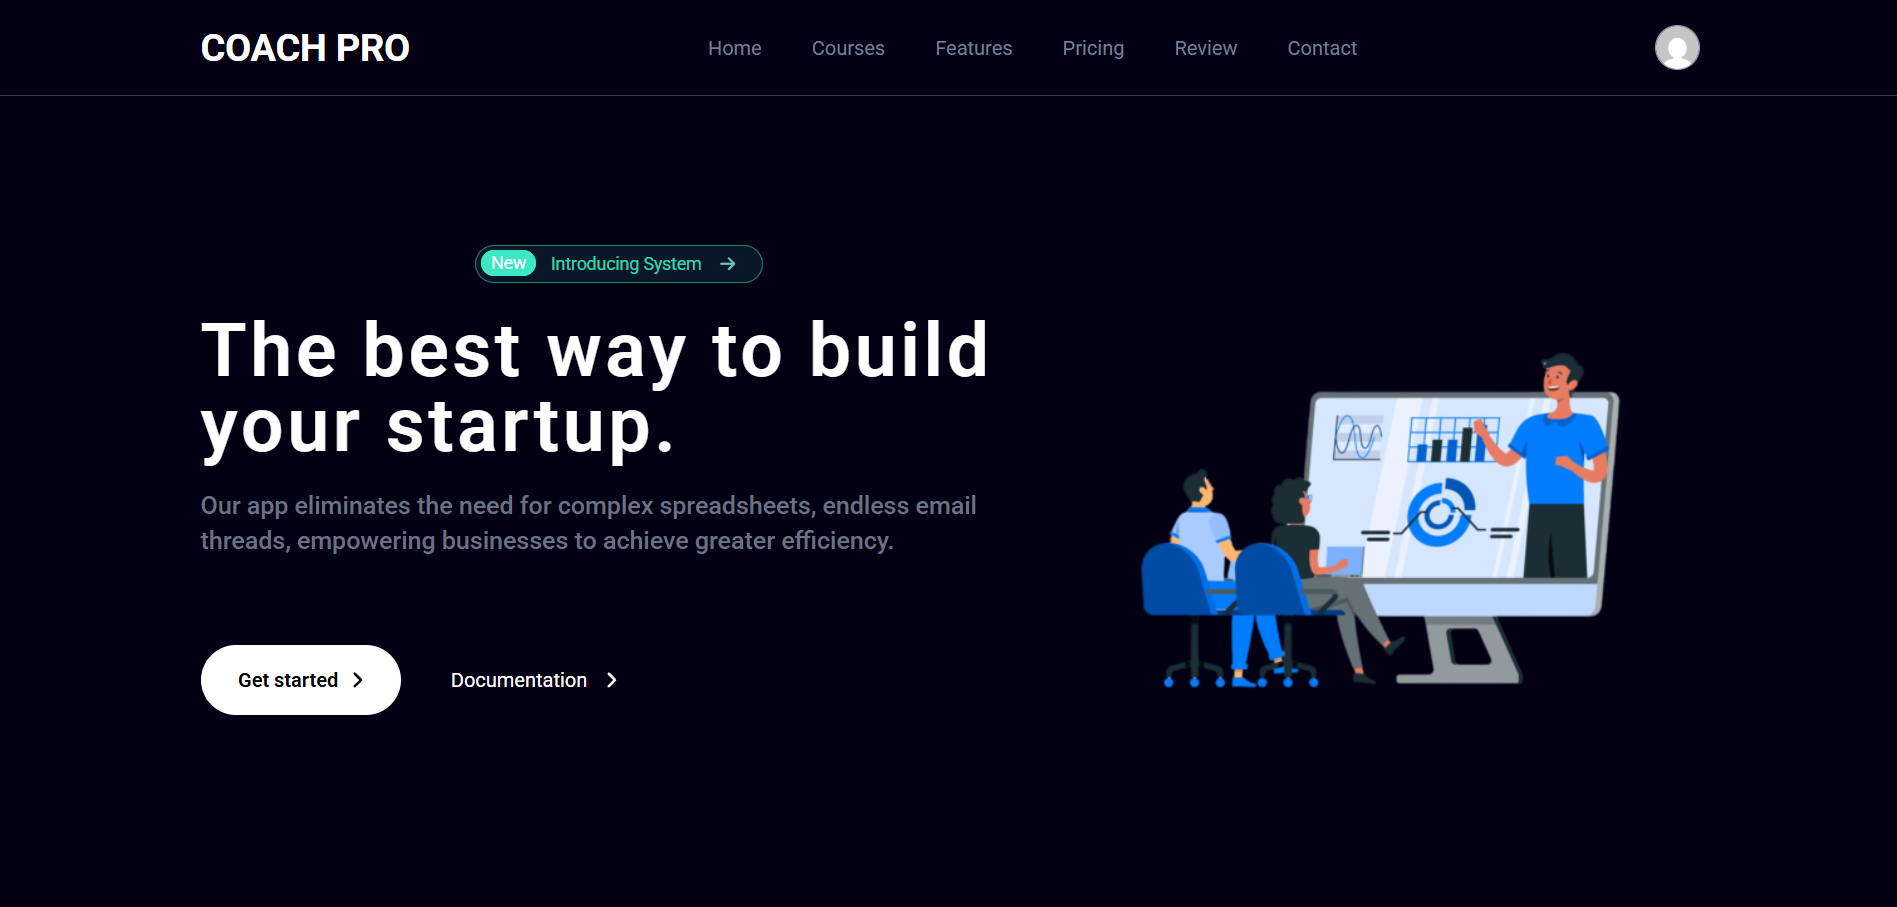 COACH PRO
Home
Courses
Features
Pricing
Review
Contact
New Introducing System
The best way to build
your startup.
Our app eliminates the need for complex spreadsheets, endless email
threads, empowering businesses to achieve greater efficiency.
Get started
Documentation